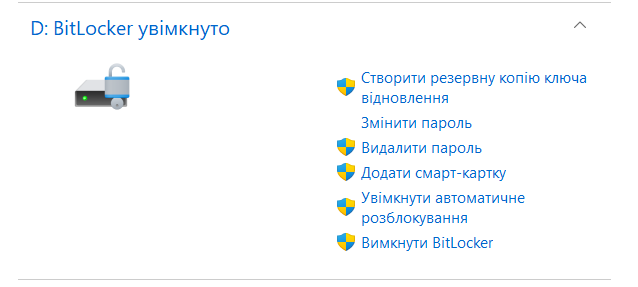 D: BitLocker увімкнуто
Створити резервну копію ключа
відновлення
Змінити пароль
Видалити пароль
Додати смарт-картку
Увімкнути автоматичне
розблокування
Вимкнути BitLocker